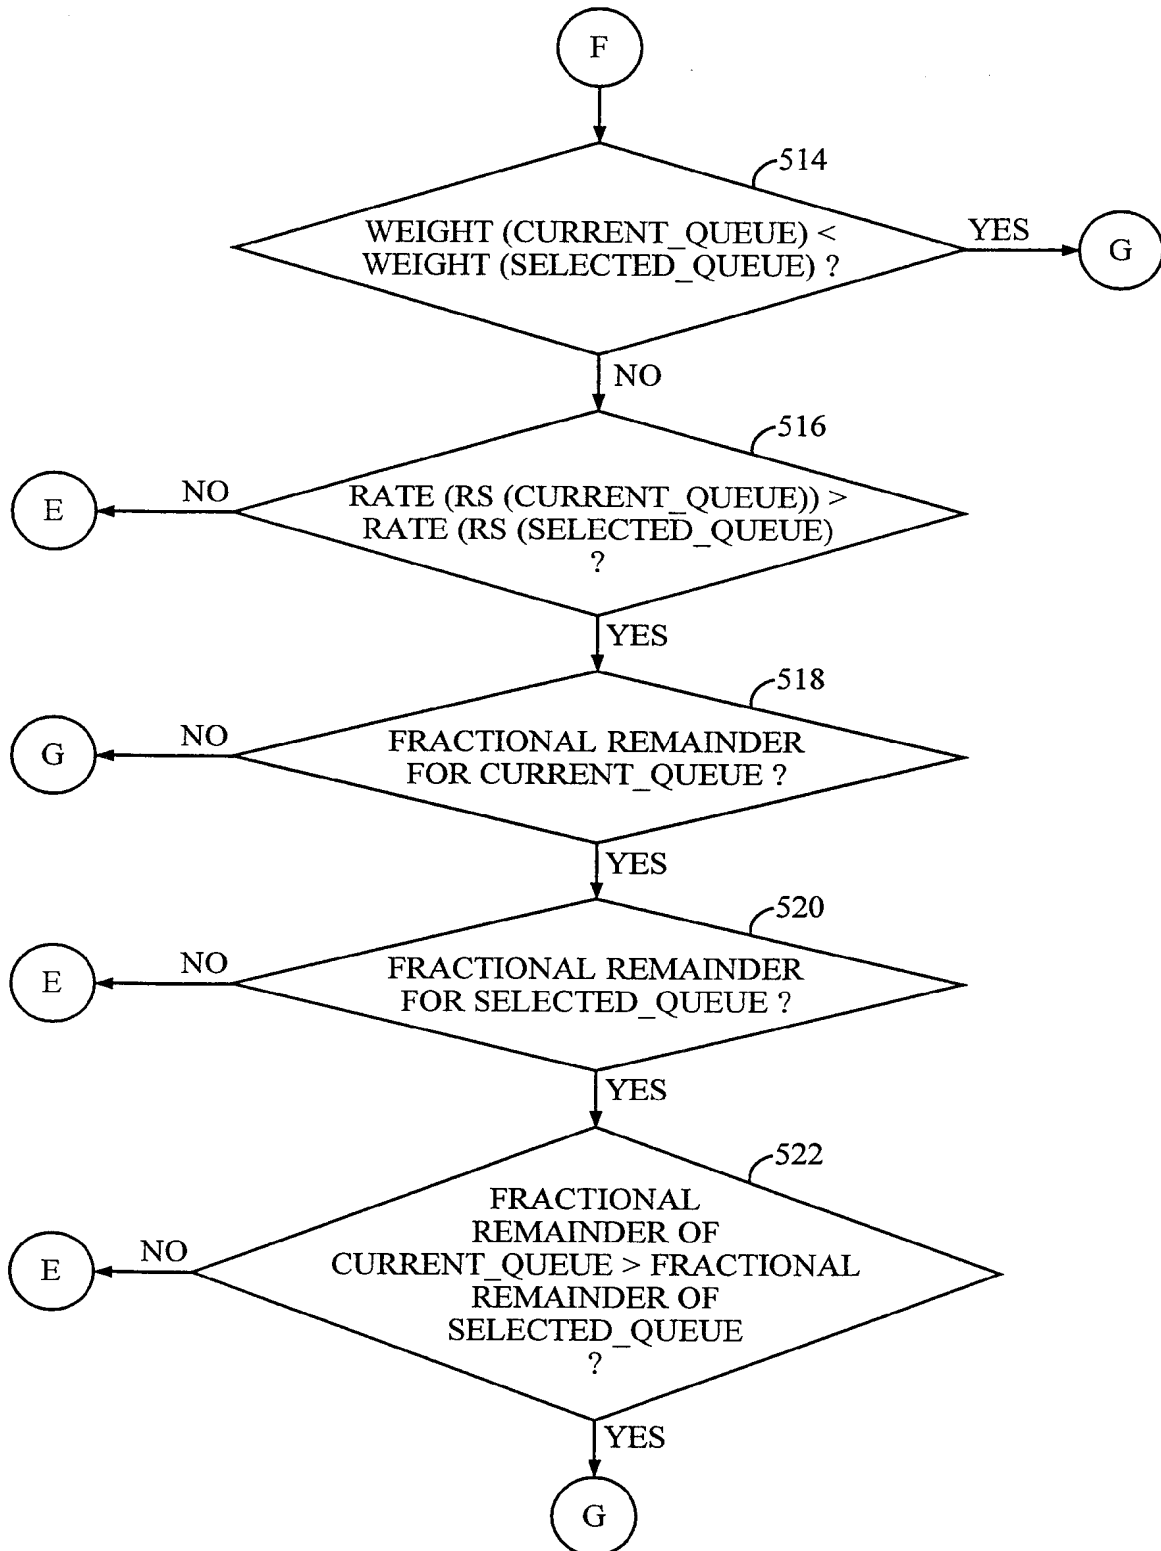 F
514
WEIGHT (CURRENT_QUEUE) <
WEIGHT (SELECTED_QUEUE) ?
YES
G
NO
516
RATE (RS (CURRENT_QUEUE)) >
RATE (RS (SELECTED_QUEUE)
?
NO
E
YES
518
FRACTIONAL REMAINDER
FOR CURRENT_QUEUE ?
NO
G
YES
520
FRACTIONAL REMAINDER
FOR SELECTED_QUEUE ?
NO
E
YES
522
FRACTIONAL
REMAINDER OF
CURRENT_QUEUE > FRACTIONAL
REMAINDER OF
SELECTED_QUEUE
?
NO
E
YES
G